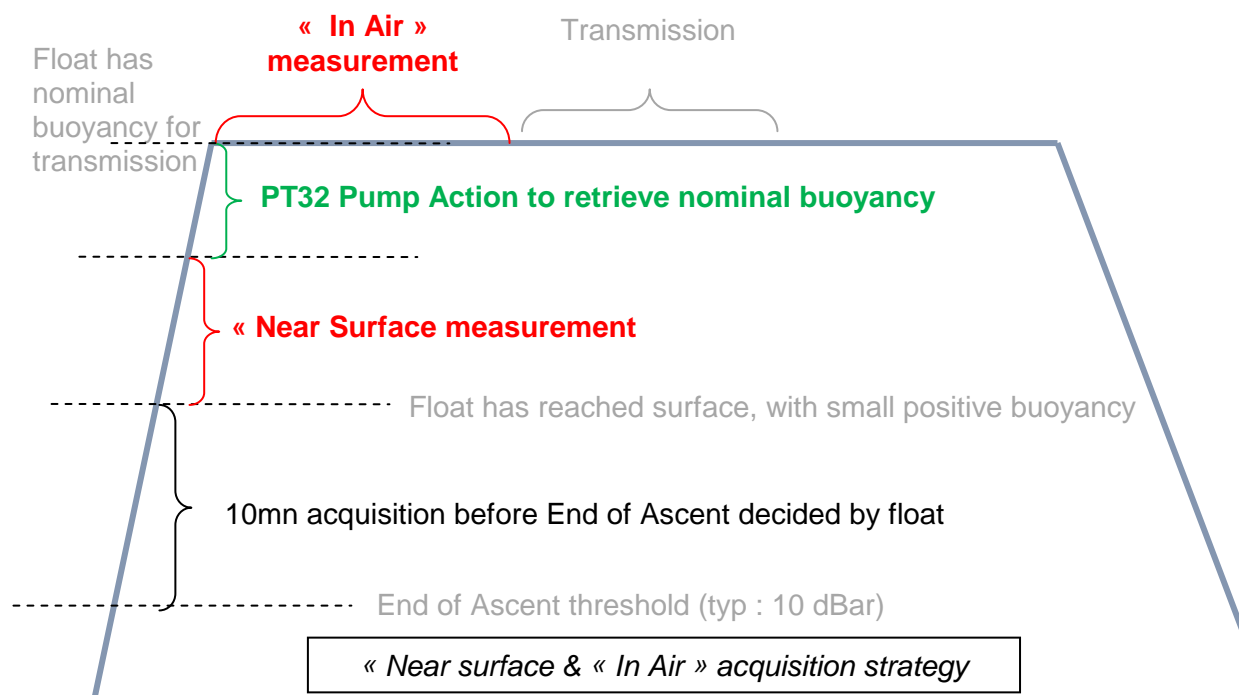 « In Air »
measurement
Transmission
Float has
nominal
buoyancy for
transmission
PT32 Pump Action to retrieve nominal buoyancy
« Near Surface measurement
Float has reached surface, with small positive buoyancy
10mn acquisition before End of Ascent decided by float
End of Ascent threshold (typ : 10 dBar)
« Near surface & « In Air » acquisition strategy